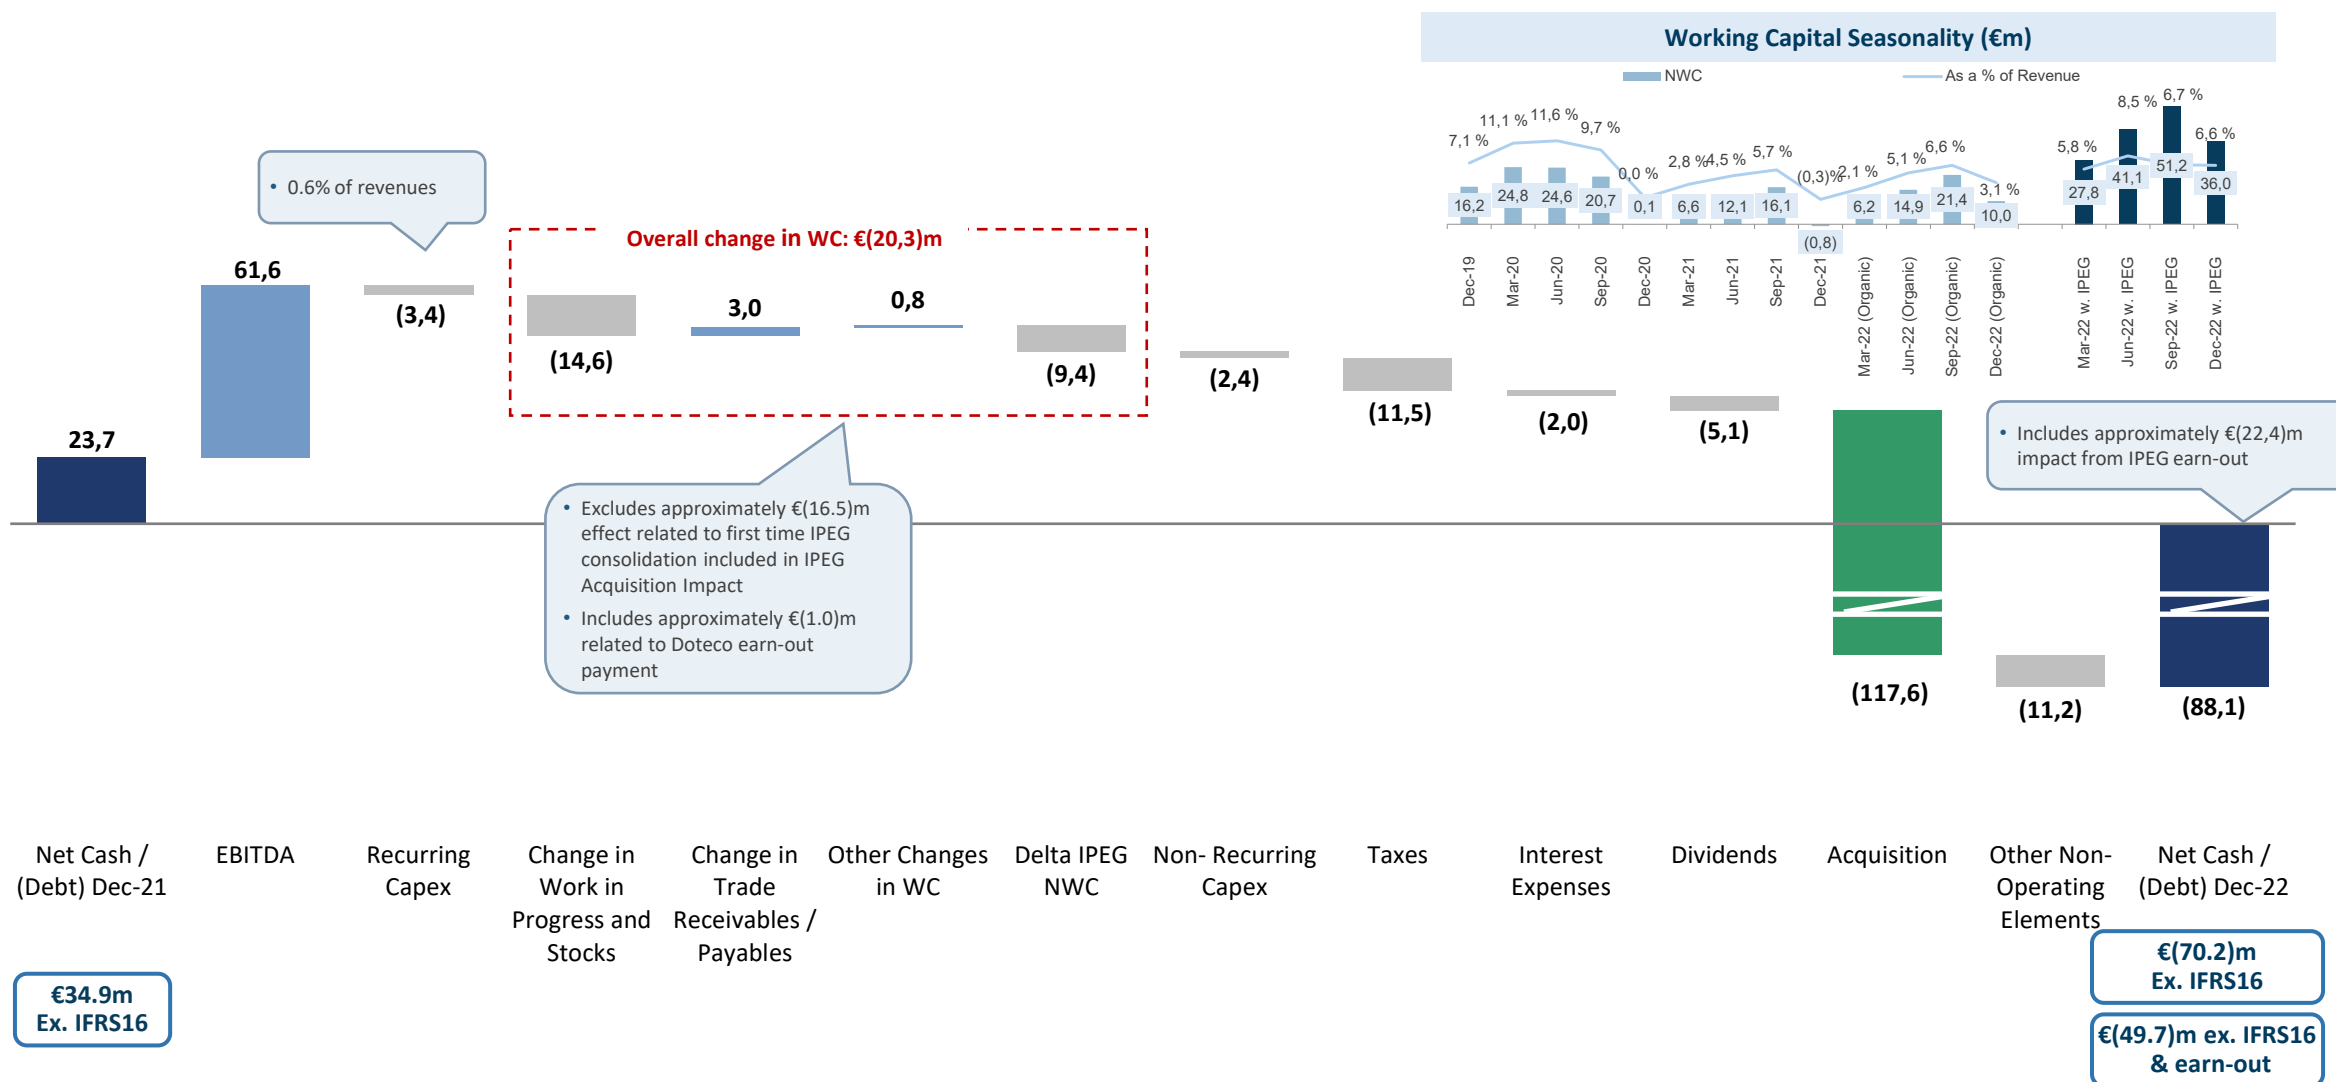 Working Capital Seasonality (€m)
NWC
As a % of Revenue
7,1 %
11,1 %
11,6 %
9,7 %
0,0 %
2,8 %
4,5 %
5,7 %
(0,3)%
2,1 %
5,1 %
6,6 %
3,1 %
5,8 %
8,5 %
6,7 %
6,6 %
16,2
24,8
24,6
20,7
0,1
6,6
12,1
16,1
(0,8)
6,2
14,9
21,4
10,0
27,8
41,1
51,2
36,0
Dec-19
Mar-20
Jun-20
Sep-20
Dec-20
Mar-21
Jun-21
Sep-21
Dec-21
Mar-22 (Organic)
Jun-22 (Organic)
Sep-22 (Organic)
Dec-22 (Organic)
Mar-22 w. IPEG
Jun-22 w. IPEG
Sep-22 w. IPEG
Dec-22 w. IPEG
• 0.6% of revenues
Overall change in WC: €(20,3)m
23,7
61,6
(3,4)
(14,6)
3,0
0,8
(9,4)
(2,4)
(11,5)
(2,0)
(5,1)
(117,6)
(11,2)
(88,1)
• Includes approximately €(22,4)m
impact from IPEG earn-out
• Excludes approximately €(16.5)m
effect related to first time IPEG
consolidation included in IPEG
Acquisition Impact
• Includes approximately €(1.0)m
related to Doteco earn-out
payment
Net Cash /
(Debt) Dec-21
EBITDA
Recurring
Capex
Change in
Work in
Progress and
Stocks
Change in
Trade
Receivables /
Payables
Other Changes
in WC
Delta IPEG
NWC
Non- Recurring
Capex
Taxes
Interest
Expenses
Dividends
Acquisition
Other Non-
Operating
Elements
Net Cash /
(Debt) Dec-22
€34.9m
Ex. IFRS16
€(70.2)m
Ex. IFRS16
€(49.7)m ex. IFRS16
& earn-out